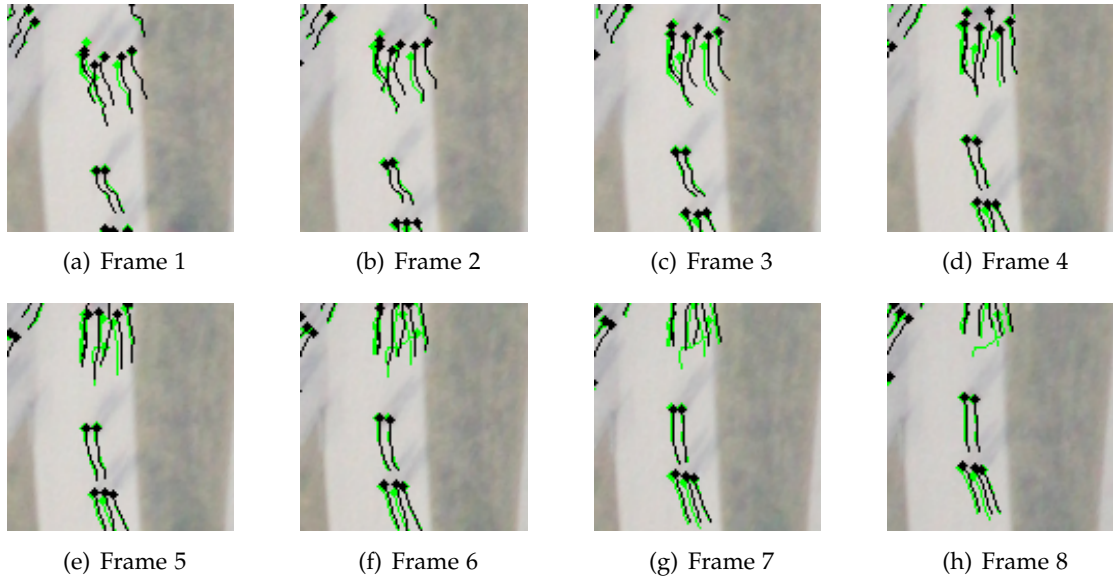 (a) Frame 1
(b) Frame 2
(c) Frame 3
(d) Frame 4
(e) Frame 5
(f) Frame 6
(g) Frame 7
(h) Frame 8